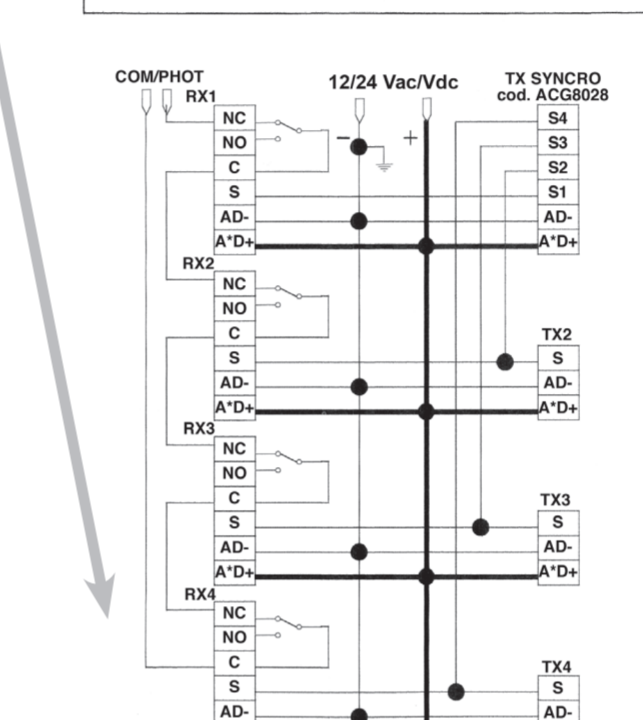 COM/PHOT
12/24 Vac/Vdc
TX SYNCRO
cod. ACG8028
RX1
NC
NO
C
S
AD-
A*D+
− +
S4
S3
S2
S1
AD-
A*D+
RX2
NC
NO
C
S
AD-
A*D+
TX2
S
AD-
A*D+
RX3
NC
NO
C
S
AD-
A*D+
TX3
S
AD-
A*D+
RX4
NC
NO
C
S
AD-
TX4
S
AD-